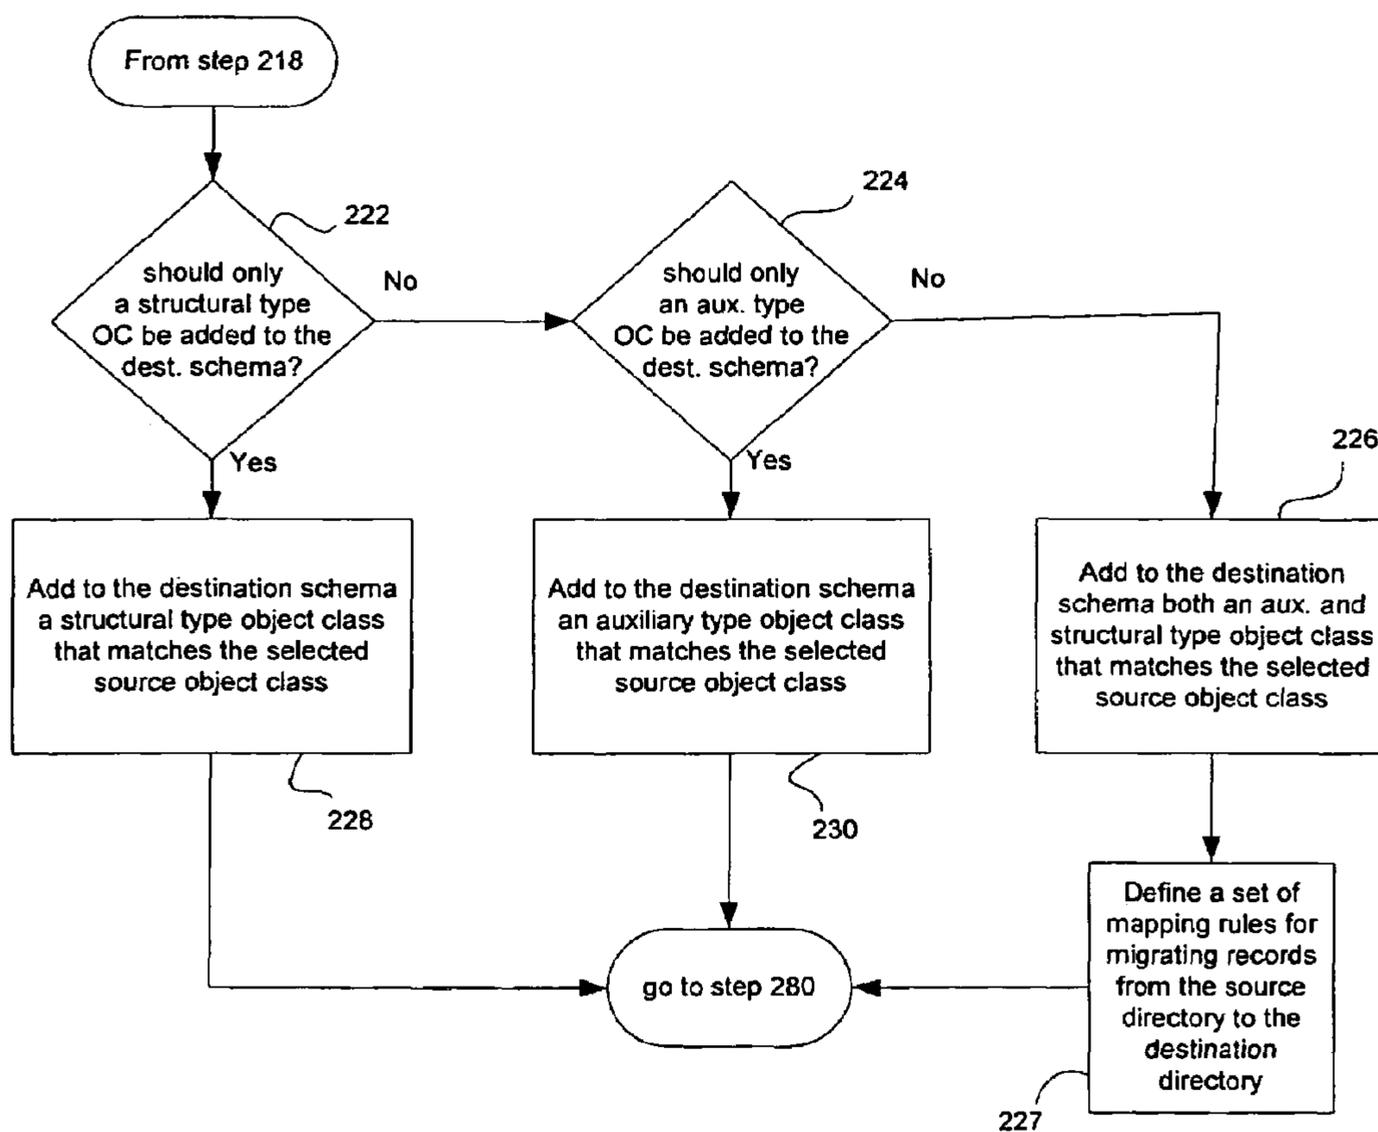 From step 218
222
should only
a structural type
OC be added to the
dest. schema?
No
Yes
224
should only
an aux. type
OC be added to the
dest. schema?
No
Yes
226
Add to the destination schema
a structural type object class
that matches the selected
source object class
228
Add to the destination schema
an auxiliary type object class
that matches the selected
source object class
230
Add to the destination
schema both an aux. and
structural type object class
that matches the selected
source object class
Define a set of
mapping rules for
migrating records
from the source
directory to the
destination
directory
227
go to step 280